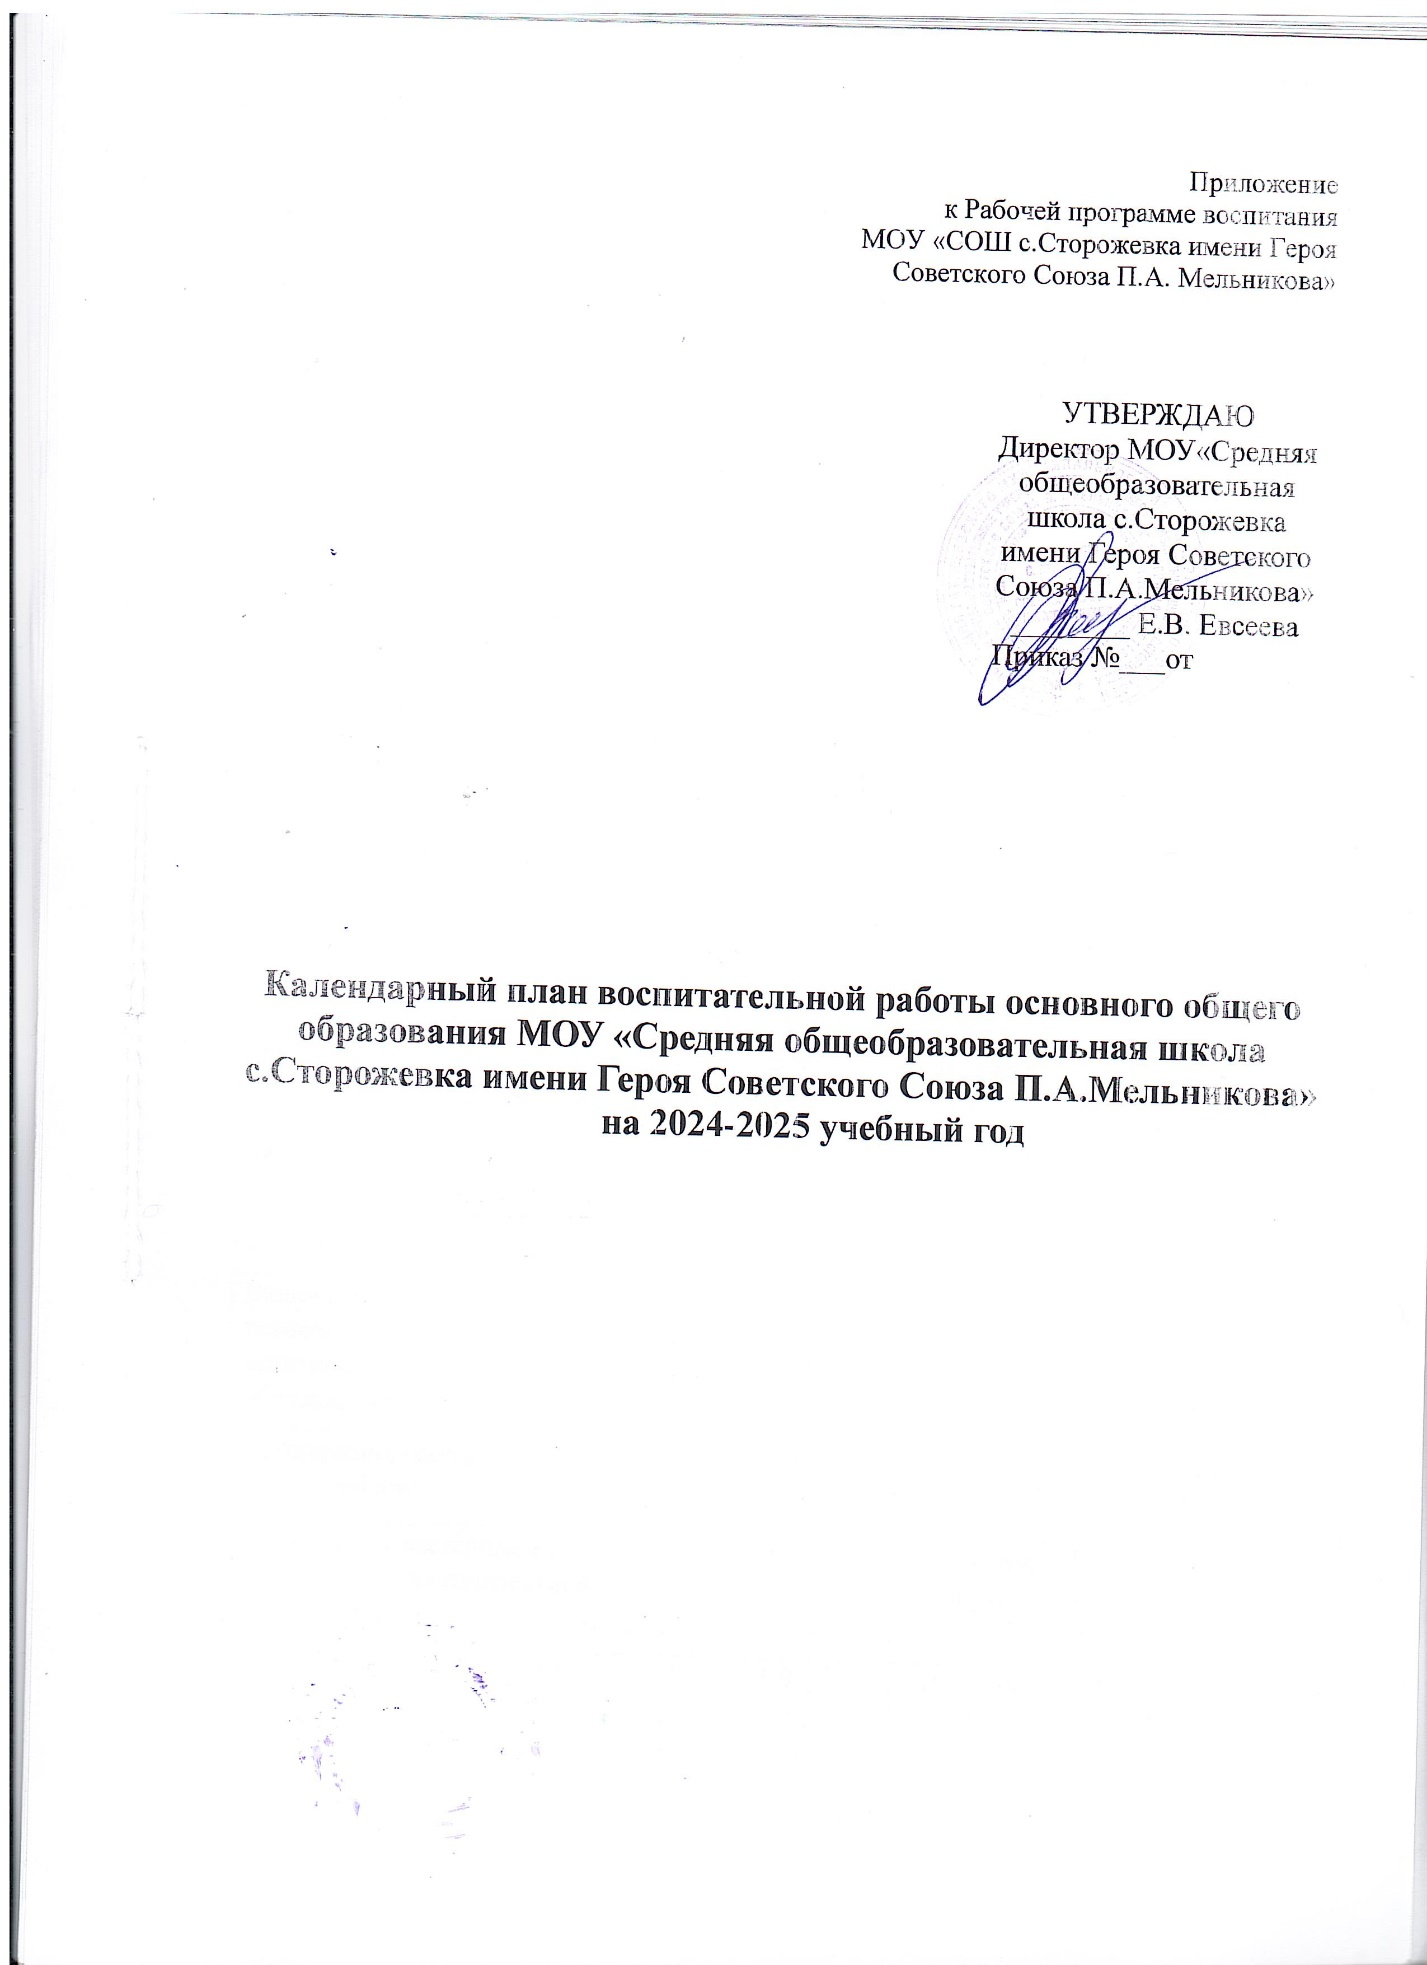 Приложение
к Рабочей программе воспитания
МОУ «СОШ с.Сторожевка имени Героя
Советского Союза П.А. Мельникова»
УТВЕРЖДАЮ
Директор МОУ«Средняя
общеобразовательная
школа с.Сторожевка
имени Героя Советского
Союза П.А.Мельникова»
________ Е.В. Евсеева
Приказ №___от
Календарный план воспитательной работы основного общего
образования МОУ «Средняя общеобразовательная школа
с.Сторожевка имени Героя Советского Союза П.А.Мельникова»
на 2024-2025 учебный год